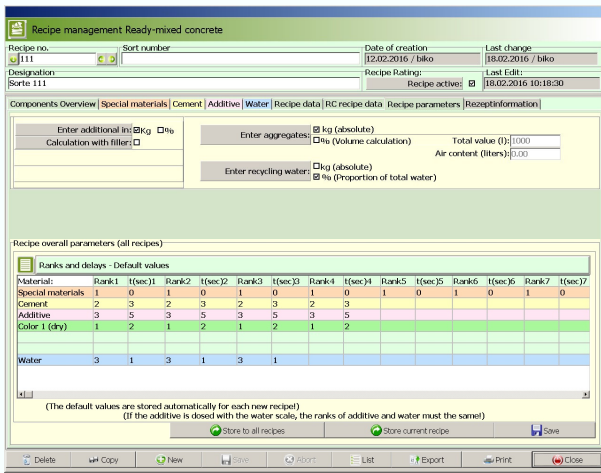 Recipe management Ready-mixed concrete
Recipe no. Sort number Date of creation Last change
111 12.02.2016 / biko 18.02.2016 / biko
Designation Recipe Rating: Last Edit:
Sorte 111 Recipe active: 18.02.2016 10:18:30
Components Overview Special materials Cement Additive Water Recipe data RC recipe data Recipe parameters Rezeptinformation
Enter additional in: Kg % Enter aggregates: kg (absolute)
Calculation with filler: % (Volume calculation) Total value (l): 1000
Air content (liters): 0.00
Enter recycling water: kg (absolute)
% (Proportion of total water)
Recipe overall parameters (all recipes)
Ranks and delays - Default values
Material: Rank1 t(sec)1 Rank2 t(sec)2 Rank3 t(sec)3 Rank4 t(sec)4 Rank5 t(sec)5 Rank6 t(sec)6 Rank7 t(sec)7
Special materials 1 0 1 0 1 0 1 0 1 0 1 0 1 0
Cement 2 3 2 3 2 3 2 3
Additive 3 5 3 5 3 5 3 5
Color 1 (dry) 1 2 1 2 1 2 1 2
Water 3 1 3 1 3 1
(The default values are stored automatically for each new recipe!)
(If the additive is dosed with the water scale, the ranks of additive and water must the same!)
Store to all recipes Store current recipe Save
Delete Copy New Save Abort List Export Print Close